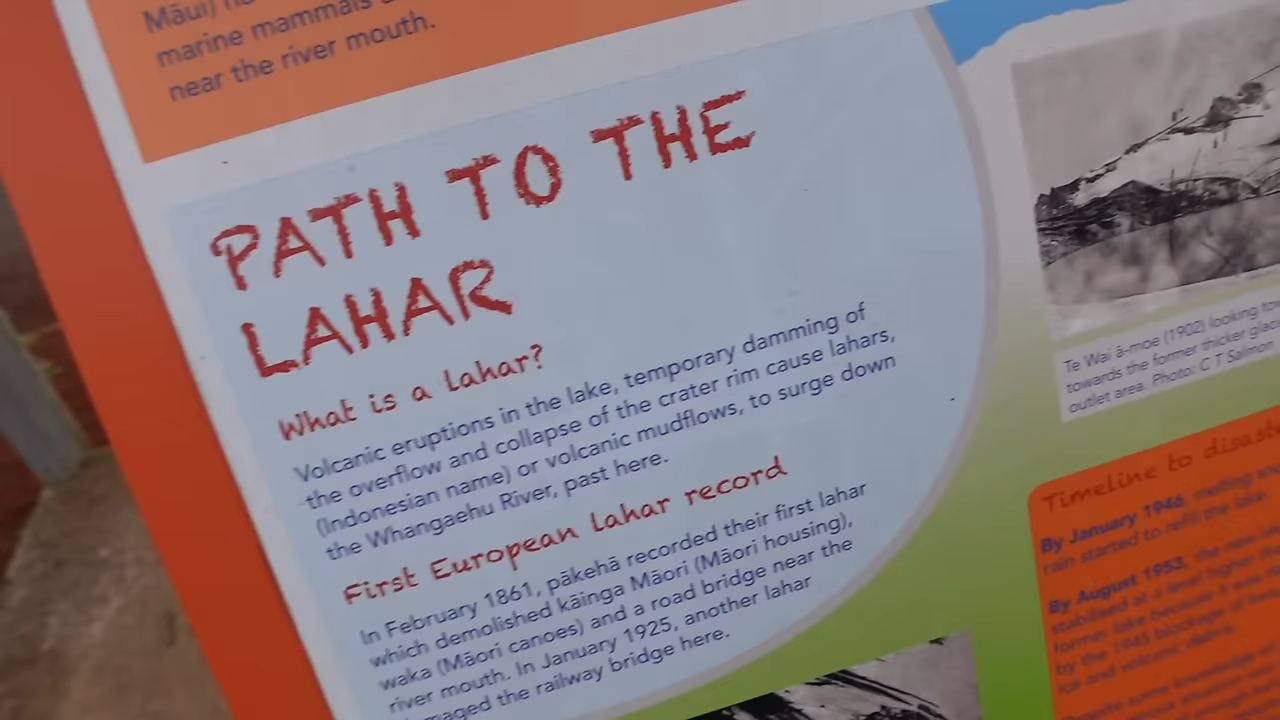 Māui)
marine mammals
near the river mouth.
PATH TO THE
LAHAR
What is a lahar?
Volcanic eruptions in the lake, temporary damming of
the overflow and collapse of the crater rim cause lahars,
(Indonesian name) or volcanic mudflows, to surge down
the Whangaehu River, past here.
First European lahar record
In February 1861, pākehā recorded their first lahar
which demolished kāinga Māori (Māori housing),
waka (Māori canoes) and a road bridge near the
river mouth. In January 1925, another lahar
maged the railway bridge here.
Te Wai ā-moe (1902) looking
towards the former thicker
outlet area. Photo: C T Salmon
Timeline to
By January 1946, melting
rain started to refill the lake.
By August 1953, the new
stabilised at a level higher
former lake because it was
by the 1945 blockage of
ice and volcanic debris.
some knowledge of